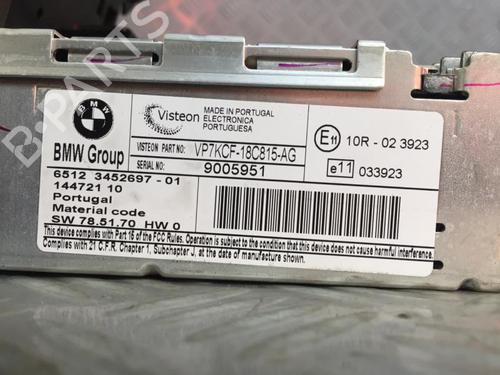 B-PARTS
BMW
BMW Group
6512 3452697 - 01
144721 10
Portugal
Material code
SW 78.51.70 HW 0
Visteon
MADE IN PORTUGAL
ELECTRONICA
PORTUGUESA
VISTEON PART NO: VP7KCF-18C815-AG
SERIAL NO: 9005951
E11 10R - 02 3923
e11 033923
This device complies with Part 15 of the FCC Rules. Operation is subject to the conditions that this device does not cause harmful interference.
Complies with 21 C.F.R. Chapter 1, Subchapter J, at the date of manufacture shown.